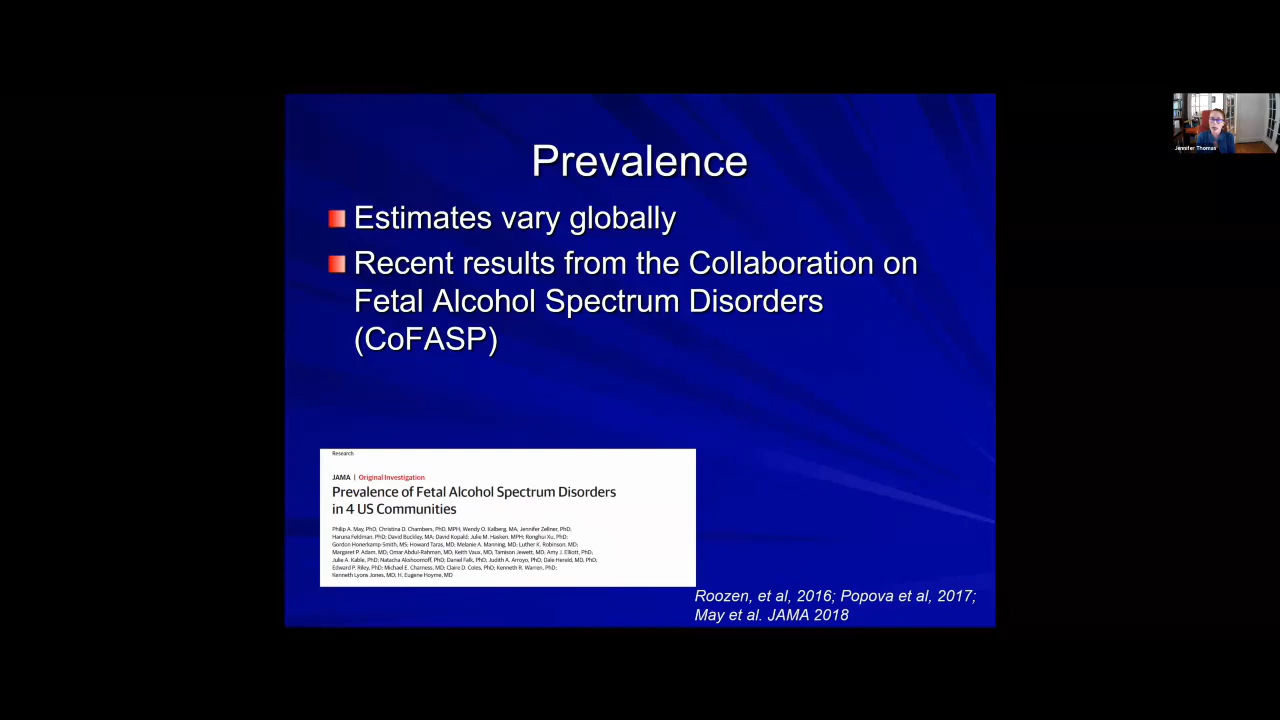 Prevalence
Estimates vary globally
Recent results from the Collaboration on
Fetal Alcohol Spectrum Disorders
(CoFASP)
Research
JAMA | Original Investigation
Prevalence of Fetal Alcohol Spectrum Disorders
in 4 US Communities
Philip A. May, PhD; Christina D. Chambers, PhD, MPH; Wendy O. Kalberg, MA; Jennifer Zellner, PhD;
Haruna Feldman, PhD; David Buckley, MA; David Kopald; Julie M. Hasken, MPH; Ronghui Xu, PhD;
Gordon Honerkamp-Smith, MS; Howard Taras, MD; Melanie A. Manning, MD; Luther K. Robinson, MD;
Margaret P. Adam, MD; Omar Abdul-Rahman, MD; Keith Vaux, MD; Tamison Jewett, MD; Amy J. Elliott, PhD;
Julie A. Kable, PhD; Natacha Akshoomoff, PhD; Daniel Falk, PhD; Judith A. Arroyo, PhD; Dale Hereld, MD, PhD;
Edward P. Riley, PhD; Michael E. Charness, MD; Claire D. Coles, PhD; Kenneth R. Warren, PhD;
Kenneth Lyons Jones, MD; H. Eugene Hoyme, MD
Roozen, et al, 2016; Popova et al, 2017;
May et al. JAMA 2018
Jennifer Thomas